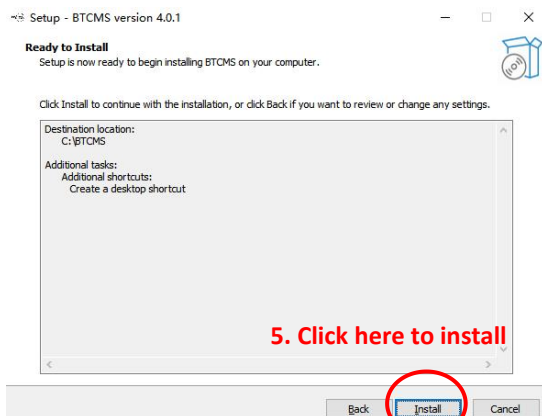 Setup - BTCMS version 4.0.1
Ready to Install
Setup is now ready to begin installing BTCMS on your computer.
Click Install to continue with the installation, or click Back if you want to review or change any settings.
Destination location:
C:\BTCMS
Additional tasks:
Additional shortcuts:
Create a desktop shortcut
5. Click here to install
Back Install Cancel